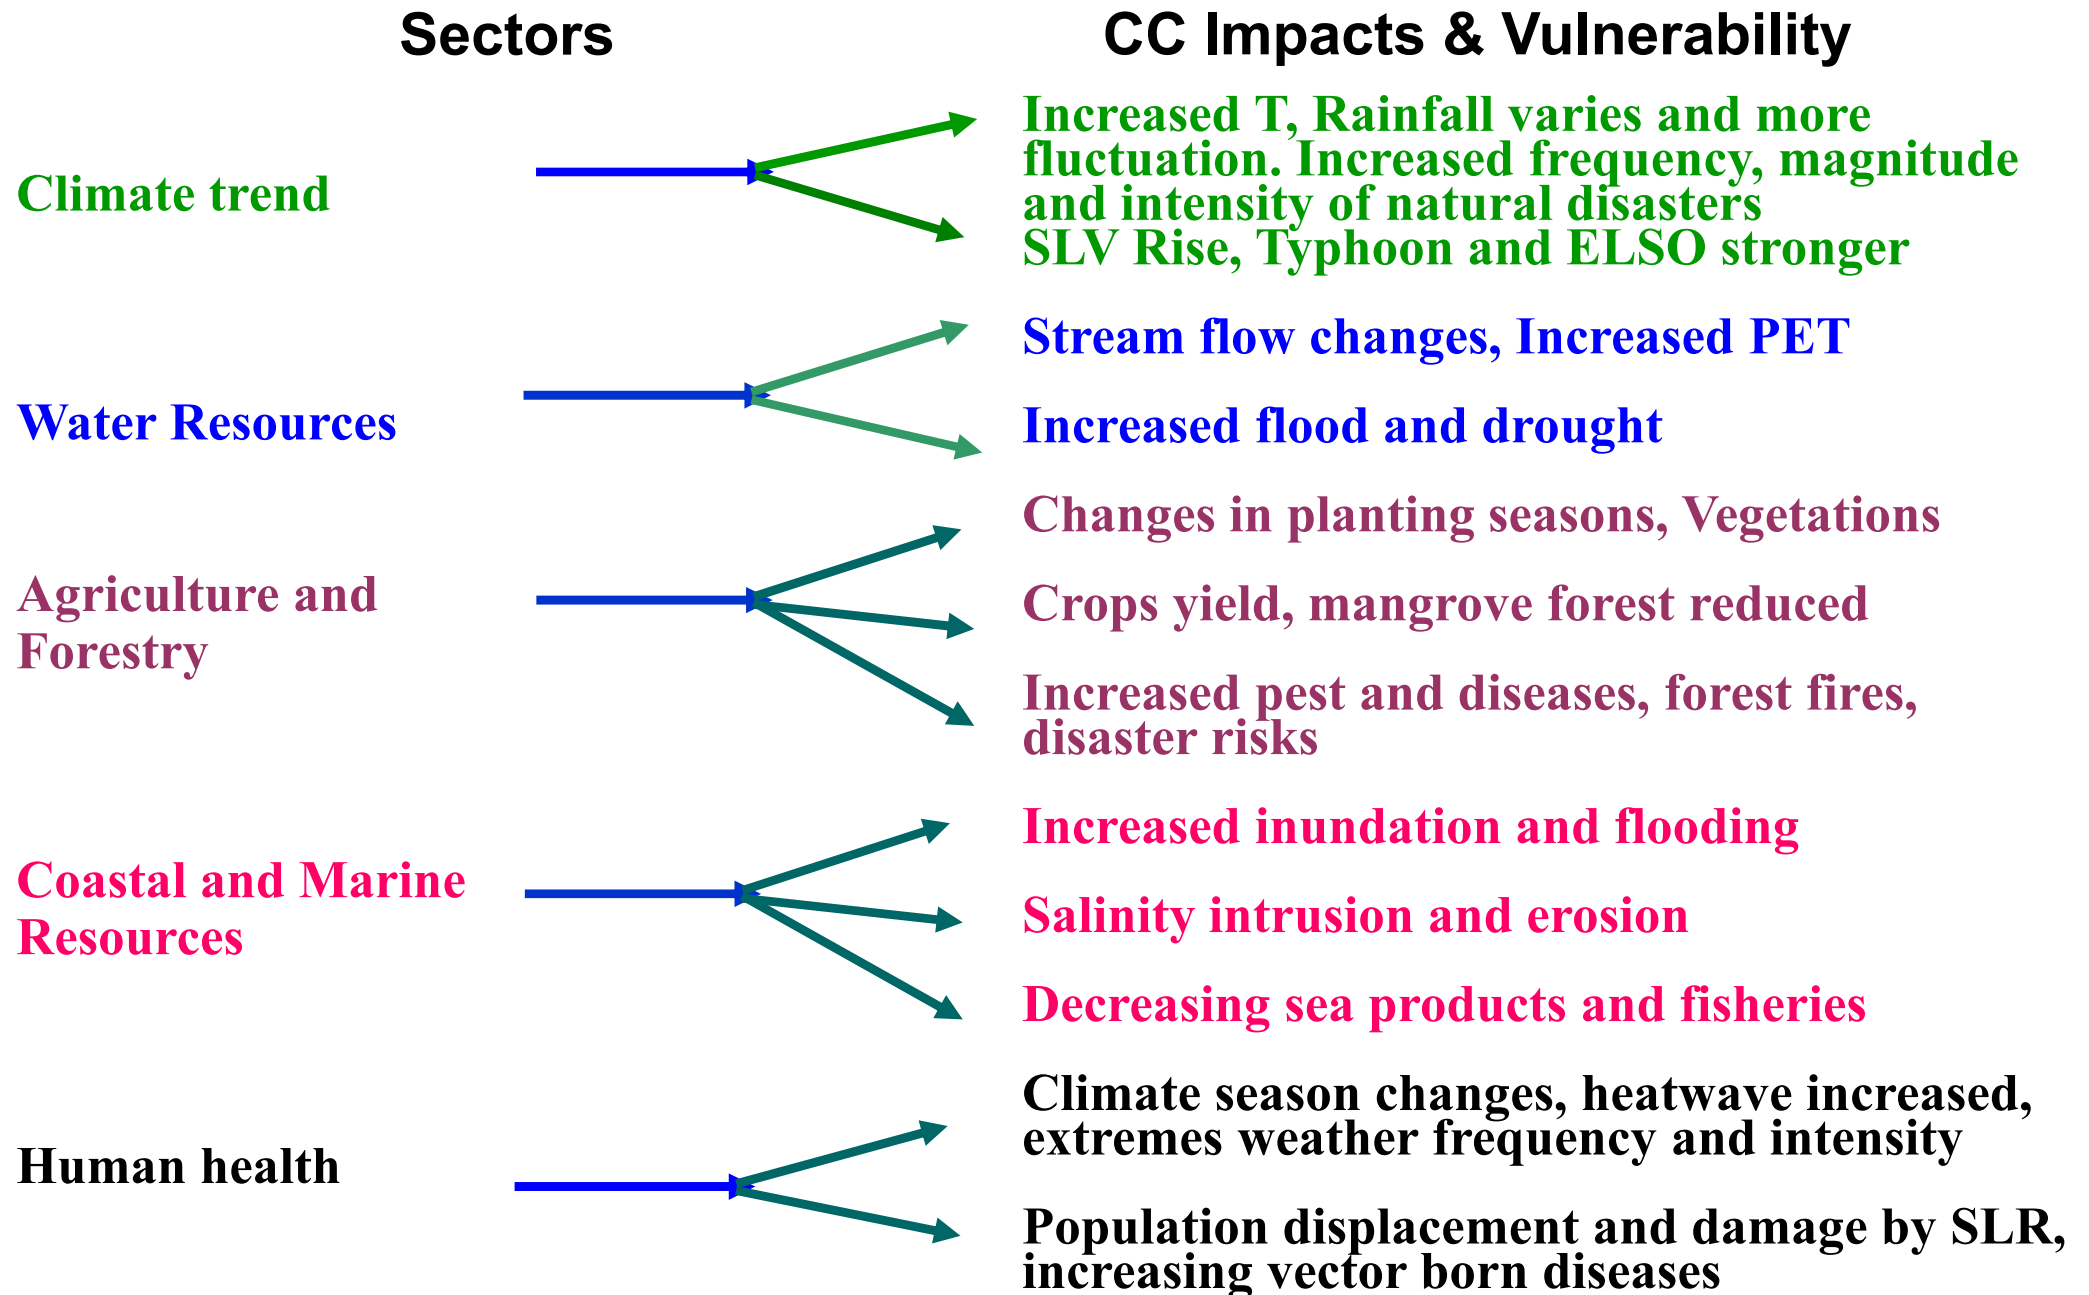 Sectors
CC Impacts & Vulnerability
Climate trend
Increased T, Rainfall varies and more
fluctuation. Increased frequency, magnitude
and intensity of natural disasters
SLV Rise, Typhoon and ELSO stronger
Water Resources
Stream flow changes, Increased PET
Increased flood and drought
Agriculture and
Forestry
Changes in planting seasons, Vegetations
Crops yield, mangrove forest reduced
Increased pest and diseases, forest fires,
disaster risks
Coastal and Marine
Resources
Increased inundation and flooding
Salinity intrusion and erosion
Decreasing sea products and fisheries
Human health
Climate season changes, heatwave increased,
extremes weather frequency and intensity
Population displacement and damage by SLR,
increasing vector born diseases